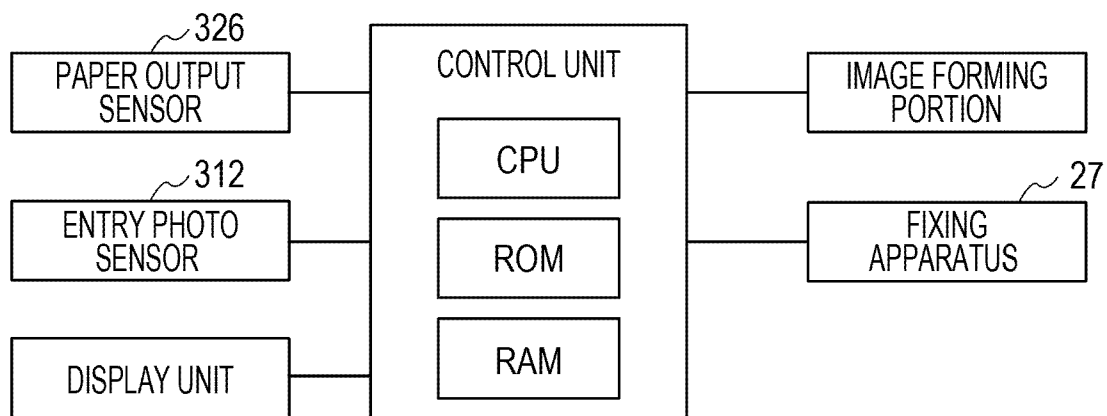 326
PAPER OUTPUT
SENSOR
312
ENTRY PHOTO
SENSOR
DISPLAY UNIT
CONTROL UNIT
CPU
ROM
RAM
IMAGE FORMING
PORTION
27
FIXING
APPARATUS